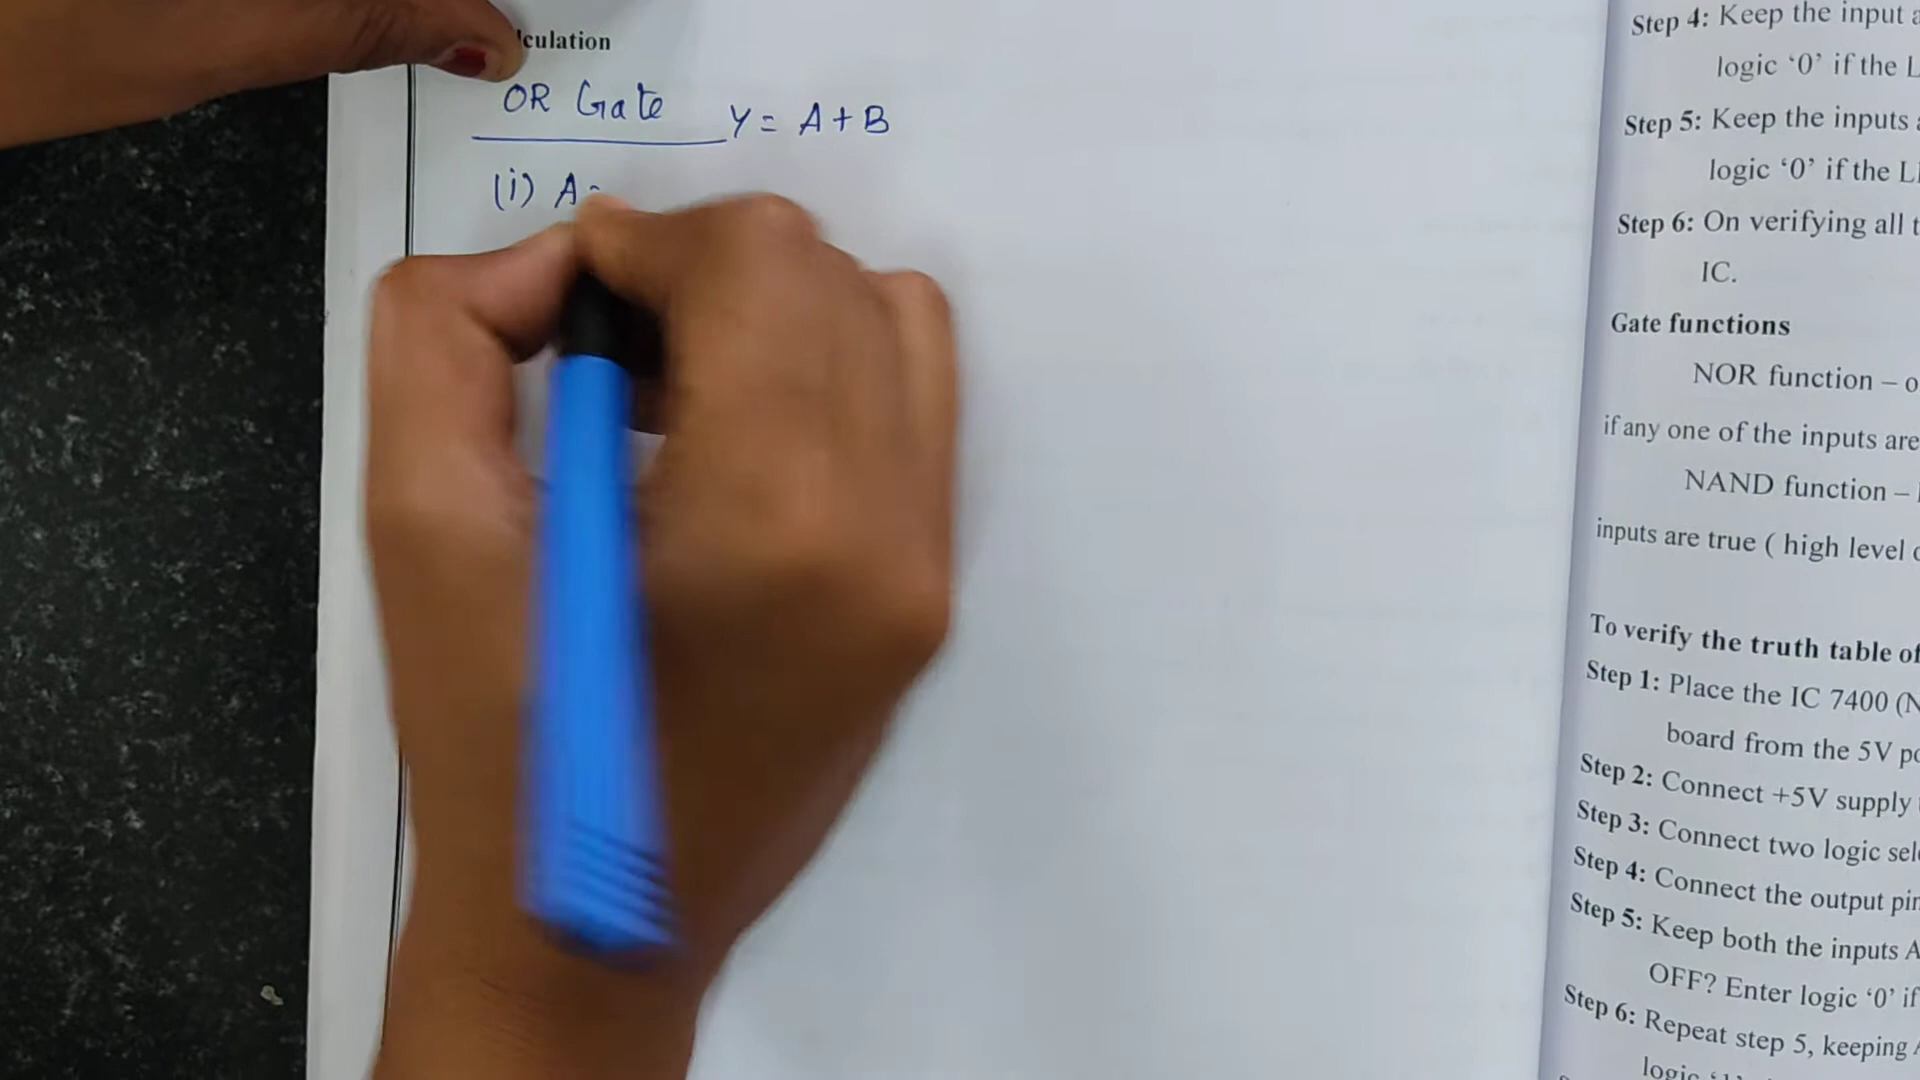 OR Gate Y = A + B
(i) A
Step 4: Keep the input
logic ‘0’ if the
Step 5: Keep the inputs
logic ‘0’ if the
Step 6: On verifying all
IC.
Gate functions
NOR function –
if any one of the inputs are
NAND function –
inputs are true ( high level
To verify the truth table of
Step 1: Place the IC 7400
board from the 5V
Step 2: Connect +5V supply
Step 3: Connect two logic
Step 4: Connect the output
Step 5: Keep both the inputs A
OFF? Enter logic ‘0’ if
Step 6: Repeat step 5, keeping